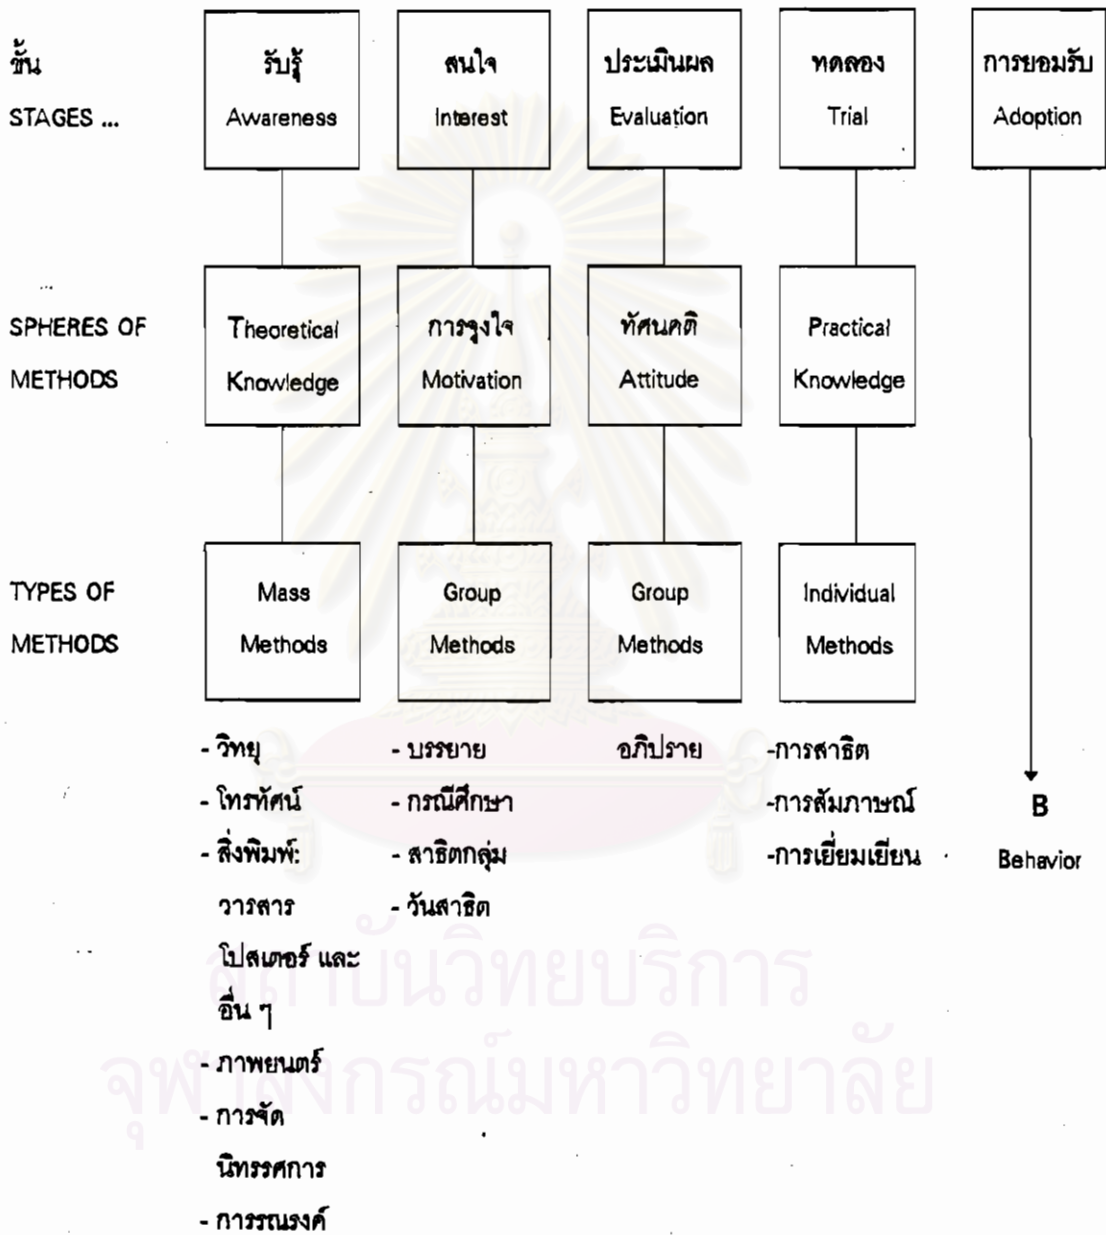 ขั้น รับรู้ สนใจ ประเมินผล ทดลอง การยอมรับ
STAGES ... Awareness Interest Evaluation Trial Adoption
SPHERES OF Theoretical การจูงใจ ทัศนคติ Practical
METHODS Knowledge Motivation Attitude Knowledge
TYPES OF Mass Group Group Individual
METHODS Methods Methods Methods Methods
- วิทยุ - บรรยาย อภิปราย -การสาธิต
- โทรทัศน์ - กรณีศึกษา -การสัมภาษณ์ B
- สิ่งพิมพ์: - สาธิตกลุ่ม -การเยี่ยมเยียน Behavior
วารสาร - วันสาธิต
โปสเตอร์ และ
อื่น ๆ
- ภาพยนตร์
- การจัด
นิทรรศการ
- การรณรงค์
สถาบันวิทยบริการ
จุฬาลงกรณ์มหาวิทยาลัย